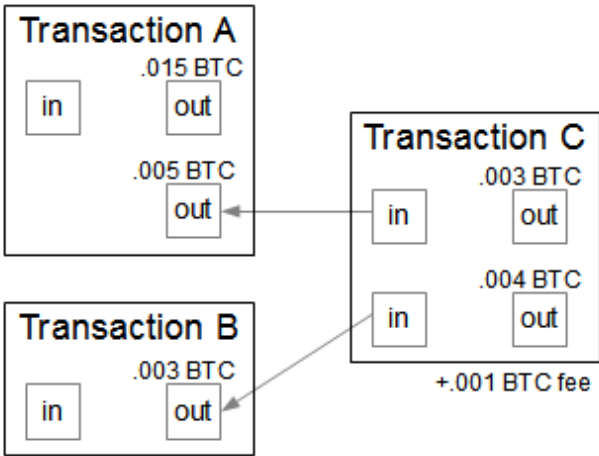 Transaction A
.015 BTC
in out
.005 BTC
out
Transaction C
.003 BTC
in out
.004 BTC
in out
+.001 BTC fee
Transaction B
.003 BTC
in out